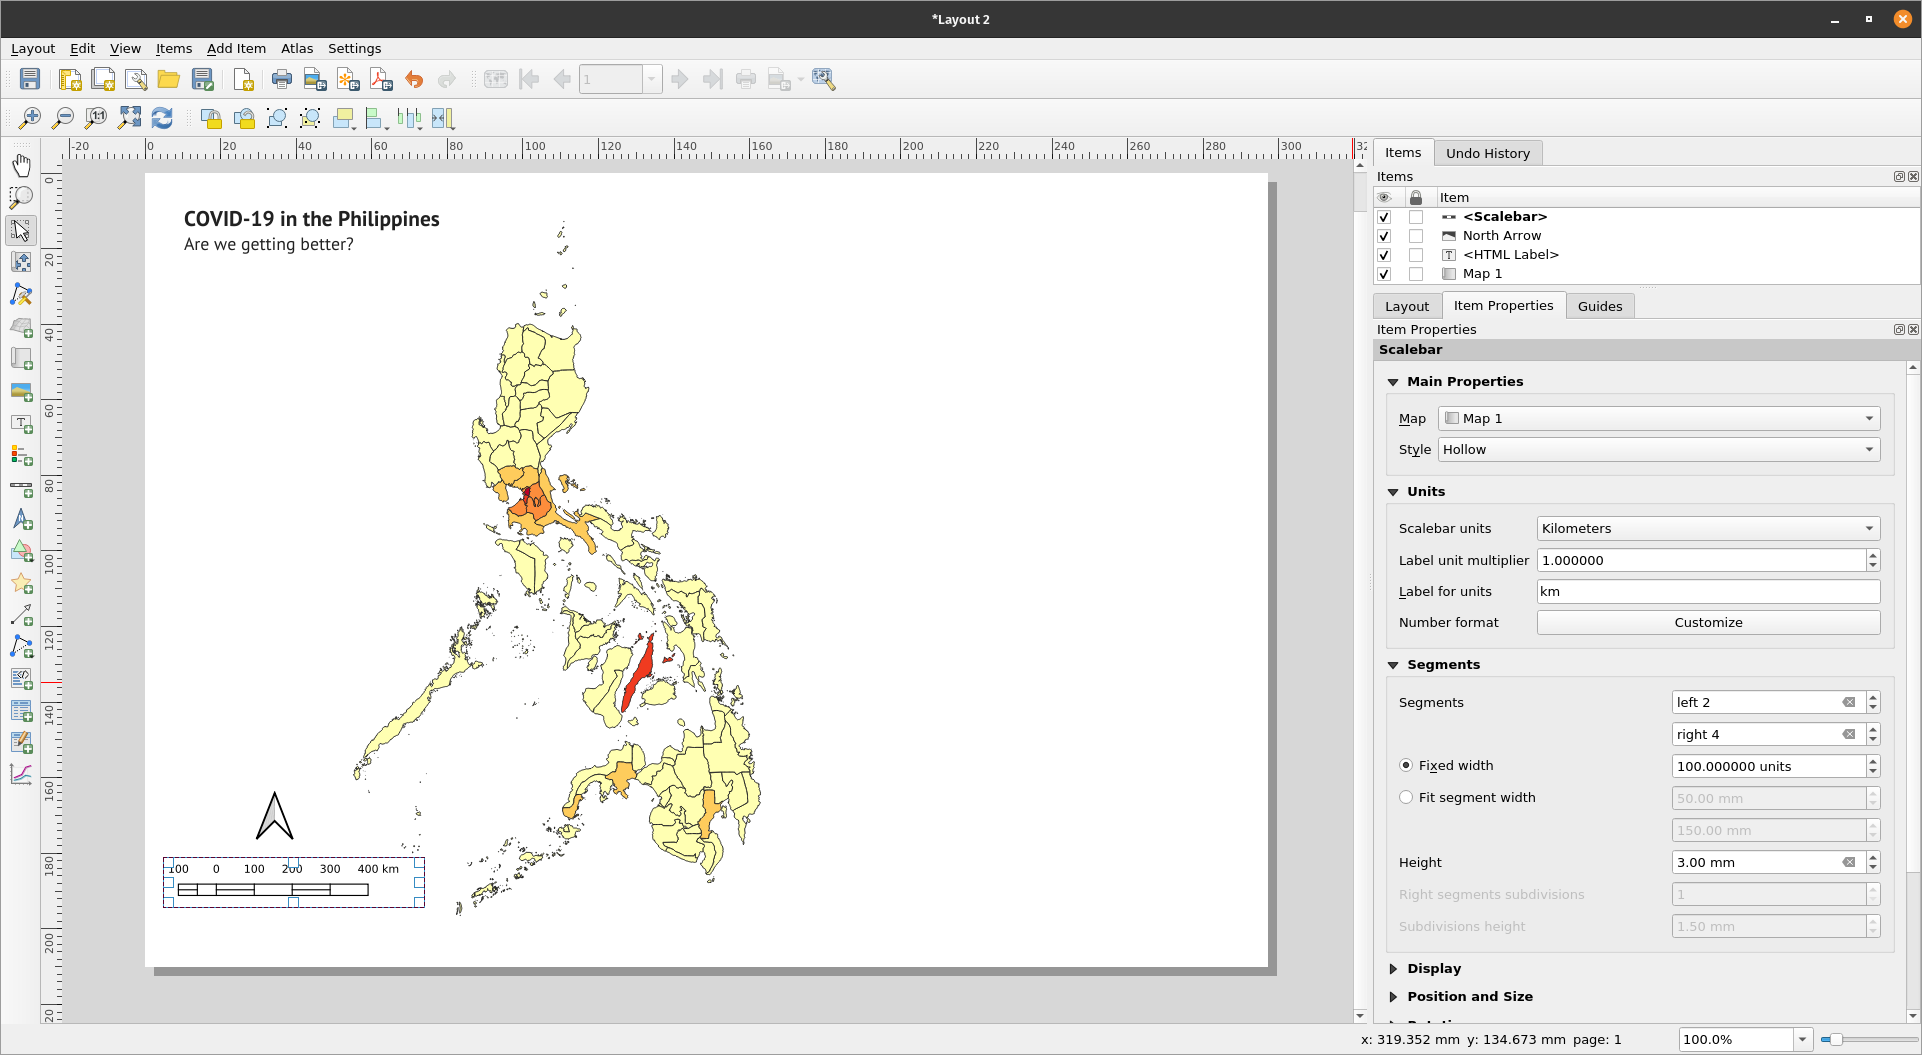 *Layout 2
Layout Edit View Items Add Item Atlas Settings
1
1:1
-20 0 20 40 60 80 100 120 140 160 180 200 220 240 260 280 300 32
0
20
40
60
80
100
120
140
160
180
200
20
COVID-19 in the Philippines
Are we getting better?
100 0 100 200 300 400 km
Items Undo History
Items
Item
<Scalebar>
North Arrow
<HTML Label>
Map 1
Layout Item Properties Guides
Item Properties
Scalebar
Main Properties
Map Map 1
Style Hollow
Units
Scalebar units Kilometers
Label unit multiplier 1.000000
Label for units km
Number format Customize
Segments
Segments left 2
right 4
Fixed width 100.000000 units
Fit segment width 50.00 mm
150.00 mm
Height 3.00 mm
Right segments subdivisions 1
Subdivisions height 1.50 mm
Display
Position and Size
x: 319.352 mm y: 134.673 mm page: 1 100.0%